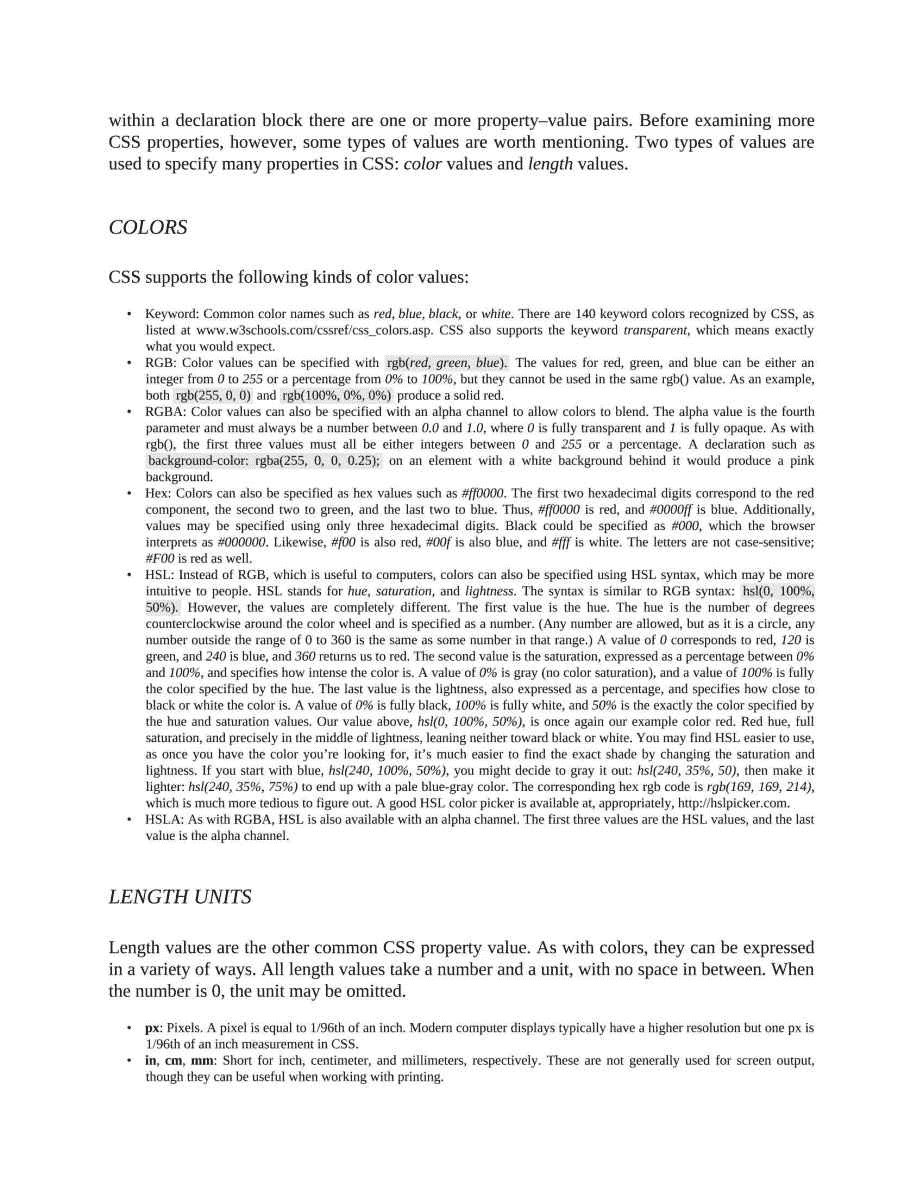 within a declaration block there are one or more property–value pairs. Before examining more
CSS properties, however, some types of values are worth mentioning. Two types of values are
used to specify many properties in CSS: color values and length values.
COLORS
CSS supports the following kinds of color values:
• Keyword: Common color names such as red, blue, black, or white. There are 140 keyword colors recognized by CSS, as
listed at www.w3schools.com/cssref/css_colors.asp. CSS also supports the keyword transparent, which means exactly
what you would expect.
• RGB: Color values can be specified with rgb(red, green, blue). The values for red, green, and blue can be either an
integer from 0 to 255 or a percentage from 0% to 100%, but they cannot be used in the same rgb() value. As an example,
both rgb(255, 0, 0) and rgb(100%, 0%, 0%) produce a solid red.
• RGBA: Color values can also be specified with an alpha channel to allow colors to blend. The alpha value is the fourth
parameter and must always be a number between 0.0 and 1.0, where 0 is fully transparent and 1 is fully opaque. As with
rgb(), the first three values must all be either integers between 0 and 255 or a percentage. A declaration such as
background-color: rgba(255, 0, 0, 0.25); on an element with a white background behind it would produce a pink
background.
• Hex: Colors can also be specified as hex values such as #ff0000. The first two hexadecimal digits correspond to the red
component, the second two to green, and the last two to blue. Thus, #ff0000 is red, and #0000ff is blue. Additionally,
values may be specified using only three hexadecimal digits. Black could be specified as #000, which the browser
interprets as #000000. Likewise, #f00 is also red, #00f is also blue, and #fff is white. The letters are not case-sensitive;
#F00 is red as well.
• HSL: Instead of RGB, which is useful to computers, colors can also be specified using HSL syntax, which may be more
intuitive to people. HSL stands for hue, saturation, and lightness. The syntax is similar to RGB syntax: hsl(0, 100%,
50%). However, the values are completely different. The first value is the hue. The hue is the number of degrees
counterclockwise around the color wheel and is specified as a number. (Any number are allowed, but as it is a circle, any
number outside the range of 0 to 360 is the same as some number in that range.) A value of 0 corresponds to red, 120 is
green, and 240 is blue, and 360 returns us to red. The second value is the saturation, expressed as a percentage between 0%
and 100%, and specifies how intense the color is. A value of 0% is gray (no color saturation), and a value of 100% is fully
the color specified by the hue. The last value is the lightness, also expressed as a percentage, and specifies how close to
black or white the color is. A value of 0% is fully black, 100% is fully white, and 50% is the exactly the color specified by
the hue and saturation values. Our value above, hsl(0, 100%, 50%), is once again our example color red. Red hue, full
saturation, and precisely in the middle of lightness, leaning neither toward black or white. You may find HSL easier to use,
as once you have the color you’re looking for, it’s much easier to find the exact shade by changing the saturation and
lightness. If you start with blue, hsl(240, 100%, 50%), you might decide to gray it out: hsl(240, 35%, 50), then make it
lighter: hsl(240, 35%, 75%) to end up with a pale blue-gray color. The corresponding hex rgb code is rgb(169, 169, 214),
which is much more tedious to figure out. A good HSL color picker is available at, appropriately, http://hslpicker.com.
• HSLA: As with RGBA, HSL is also available with an alpha channel. The first three values are the HSL values, and the last
value is the alpha channel.
LENGTH UNITS
Length values are the other common CSS property value. As with colors, they can be expressed
in a variety of ways. All length values take a number and a unit, with no space in between. When
the number is 0, the unit may be omitted.
• px: Pixels. A pixel is equal to 1/96th of an inch. Modern computer displays typically have a higher resolution but one px is
1/96th of an inch measurement in CSS.
• in, cm, mm: Short for inch, centimeter, and millimeters, respectively. These are not generally used for screen output,
though they can be useful when working with printing.